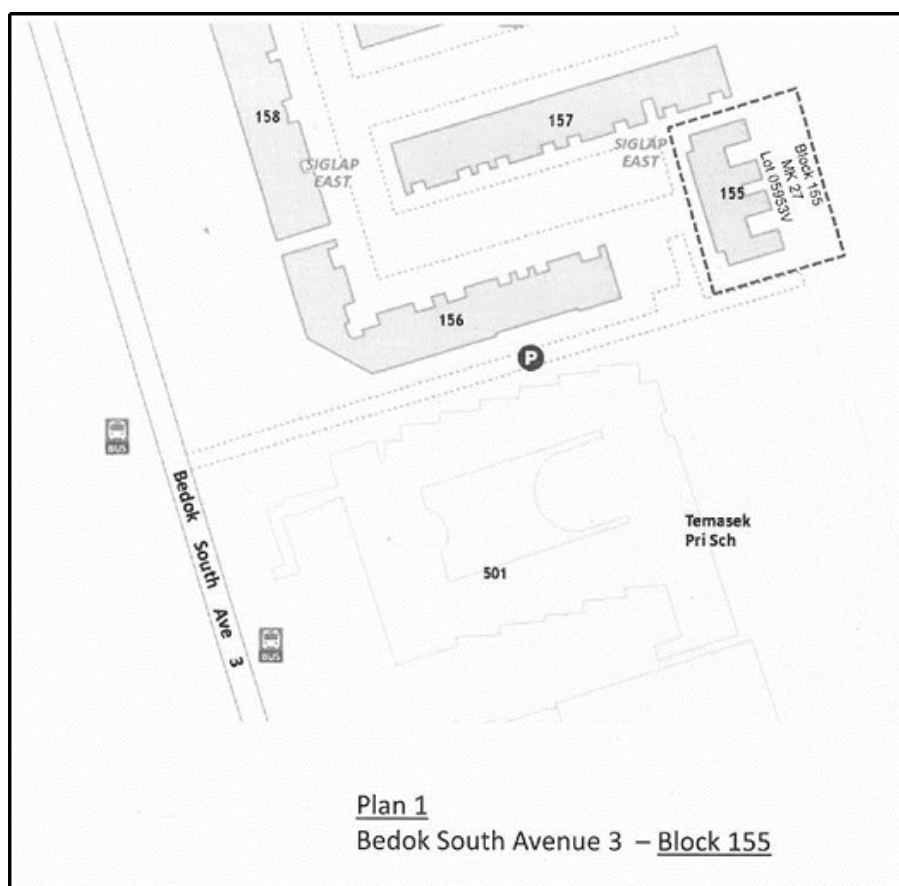 158
157
SIGLAP
EAST
SIGLAP
EAST
155
Block 155
MK 27
Lot 05953V
156
P
BUS
Bedok South Ave 3
Temasek
Pri Sch
501
BUS
Plan 1
Bedok South Avenue 3 – Block 155